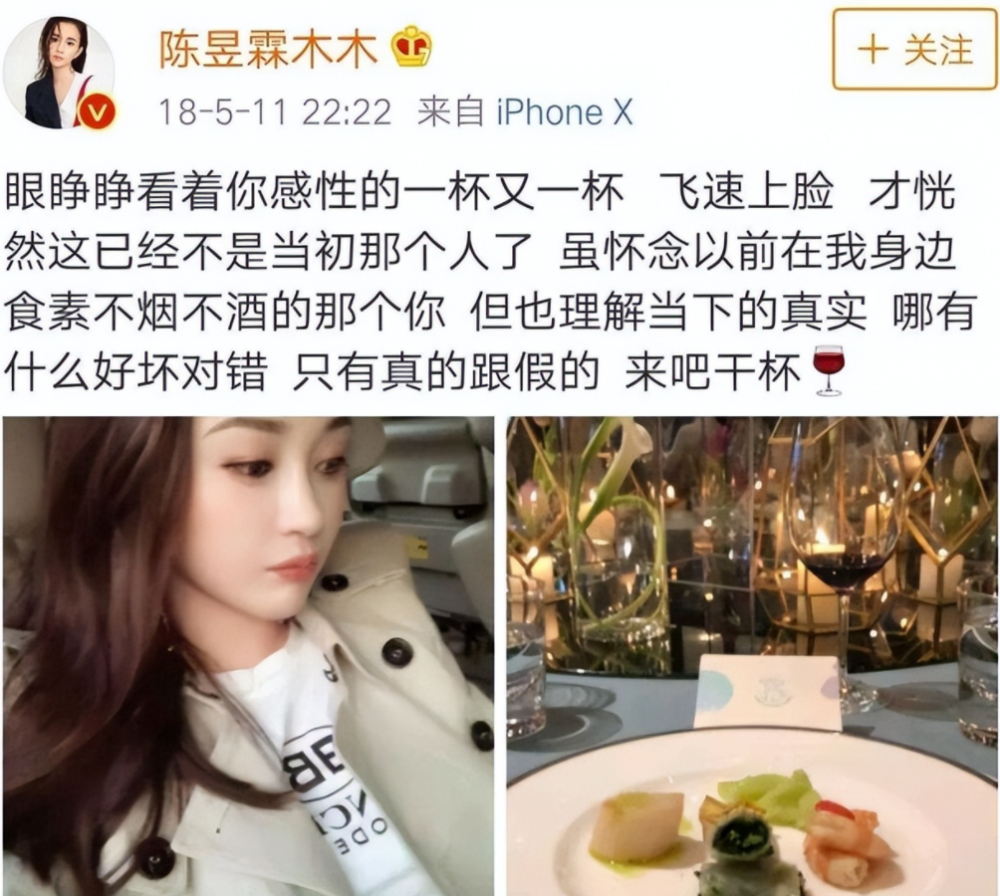 陈昱霖木木
+ 关注
18-5-11 22:22 来自 iPhone X
眼睁睁看着你感性的一杯又一杯 飞速上脸 才恍
然这已经不是当初那个人了 虽怀念以前在我身边
食素不烟不酒的那个你 但也理解当下的真实 哪有
什么好坏对错 只有真的跟假的 来吧干杯🍷